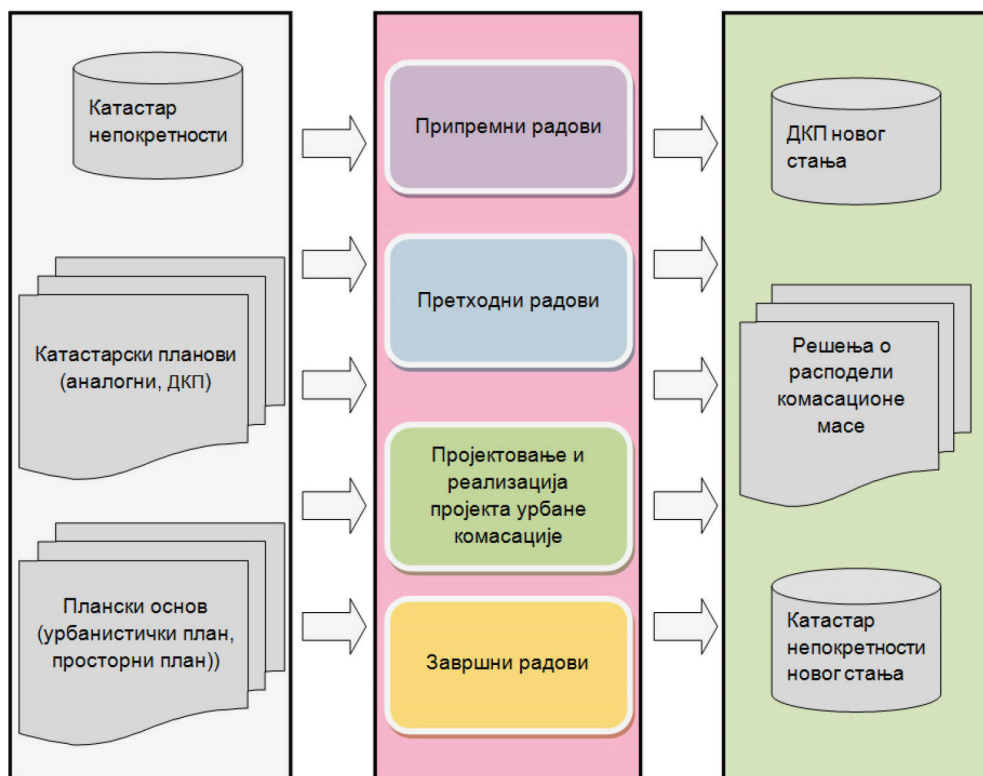 Катастар
непокретности
Катастарски планови
(аналогни, ДКП)
Плански основ
(урбанистички план,
просторни план))
Припремни радови
Претходни радови
Пројектовање и
реализација
пројекта урбане
комасације
Завршни радови
ДКП новог
стања
Решења о
расподели
комасационе
масе
Катастар
непокретности
новог стања